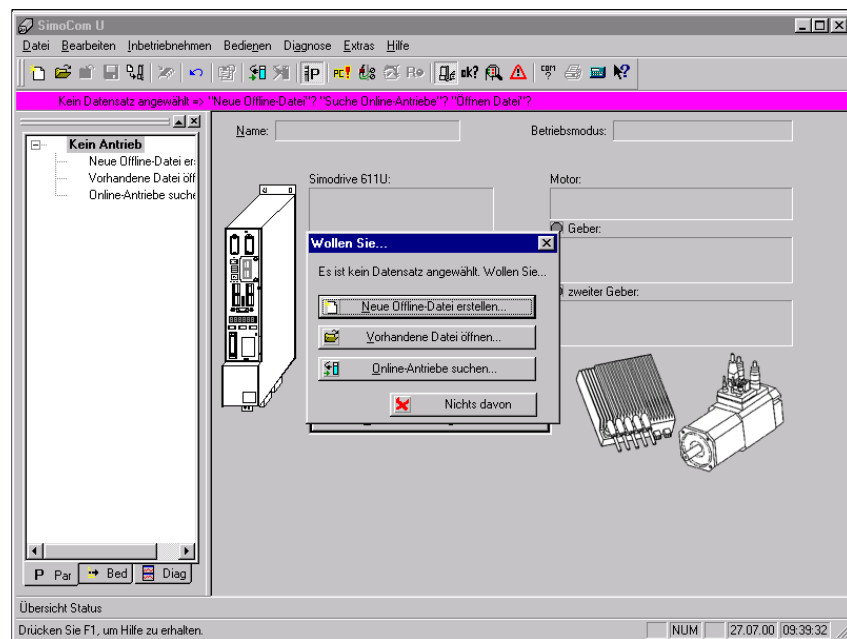 SimoCom U
Datei Bearbeiten Inbetriebnehmen Bedienen Diagnose Extras Hilfe
Kein Datensatz angewählt => "Neue Offline-Datei"? "Suche Online-Antriebe"? "Öffnen Datei"?
Kein Antrieb
Neue Offline-Datei er
Vorhandene Datei öff
Online-Antriebe suche
Name:
Betriebsmodus:
Simodrive 611U:
Motor:
Geber:
zweiter Geber:
Wollen Sie...
Es ist kein Datensatz angewählt. Wollen Sie...
Neue Offline-Datei erstellen...
Vorhandene Datei öffnen...
Online-Antriebe suchen...
Nichts davon
P Par Bed Diag
Übersicht Status
Drücken Sie F1, um Hilfe zu erhalten.
NUM 27.07.00 09:39:32